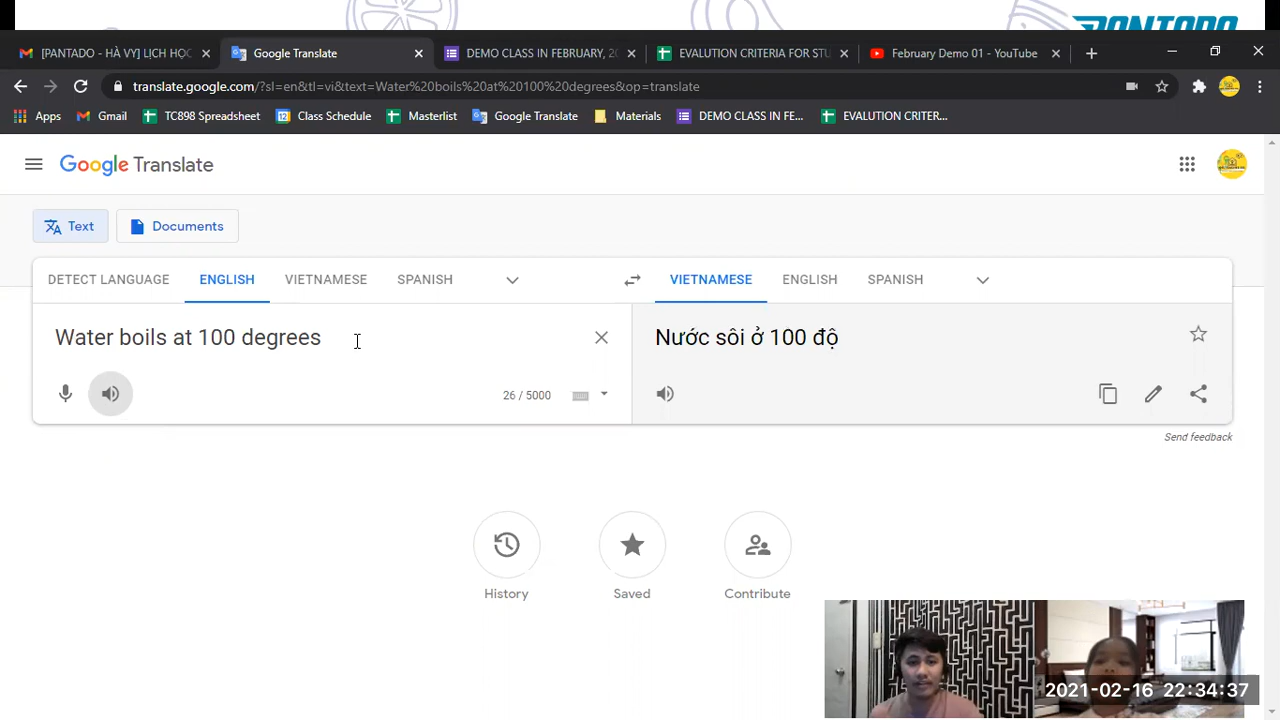 PANTADO
[PANTADO - HÀ VY] LỊCH HỌC
Google Translate
DEMO CLASS IN FEBRUARY, 20
EVALUTION CRITERIA FOR STU
February Demo 01 - YouTube
translate.google.com/?sl=en&tl=vi&text=Water%20boils%20at%20100%20degrees&op=translate
Apps
Gmail
TC898 Spreadsheet
Class Schedule
Masterlist
Google Translate
Materials
DEMO CLASS IN FE...
EVALUTION CRITER...
Google Translate
Text
Documents
DETECT LANGUAGE
ENGLISH
VIETNAMESE
SPANISH
VIETNAMESE
ENGLISH
SPANISH
Water boils at 100 degrees
Nước sôi ở 100 độ
26 / 5000
Send feedback
History
Saved
Contribute
2021-02-16 22:34:37